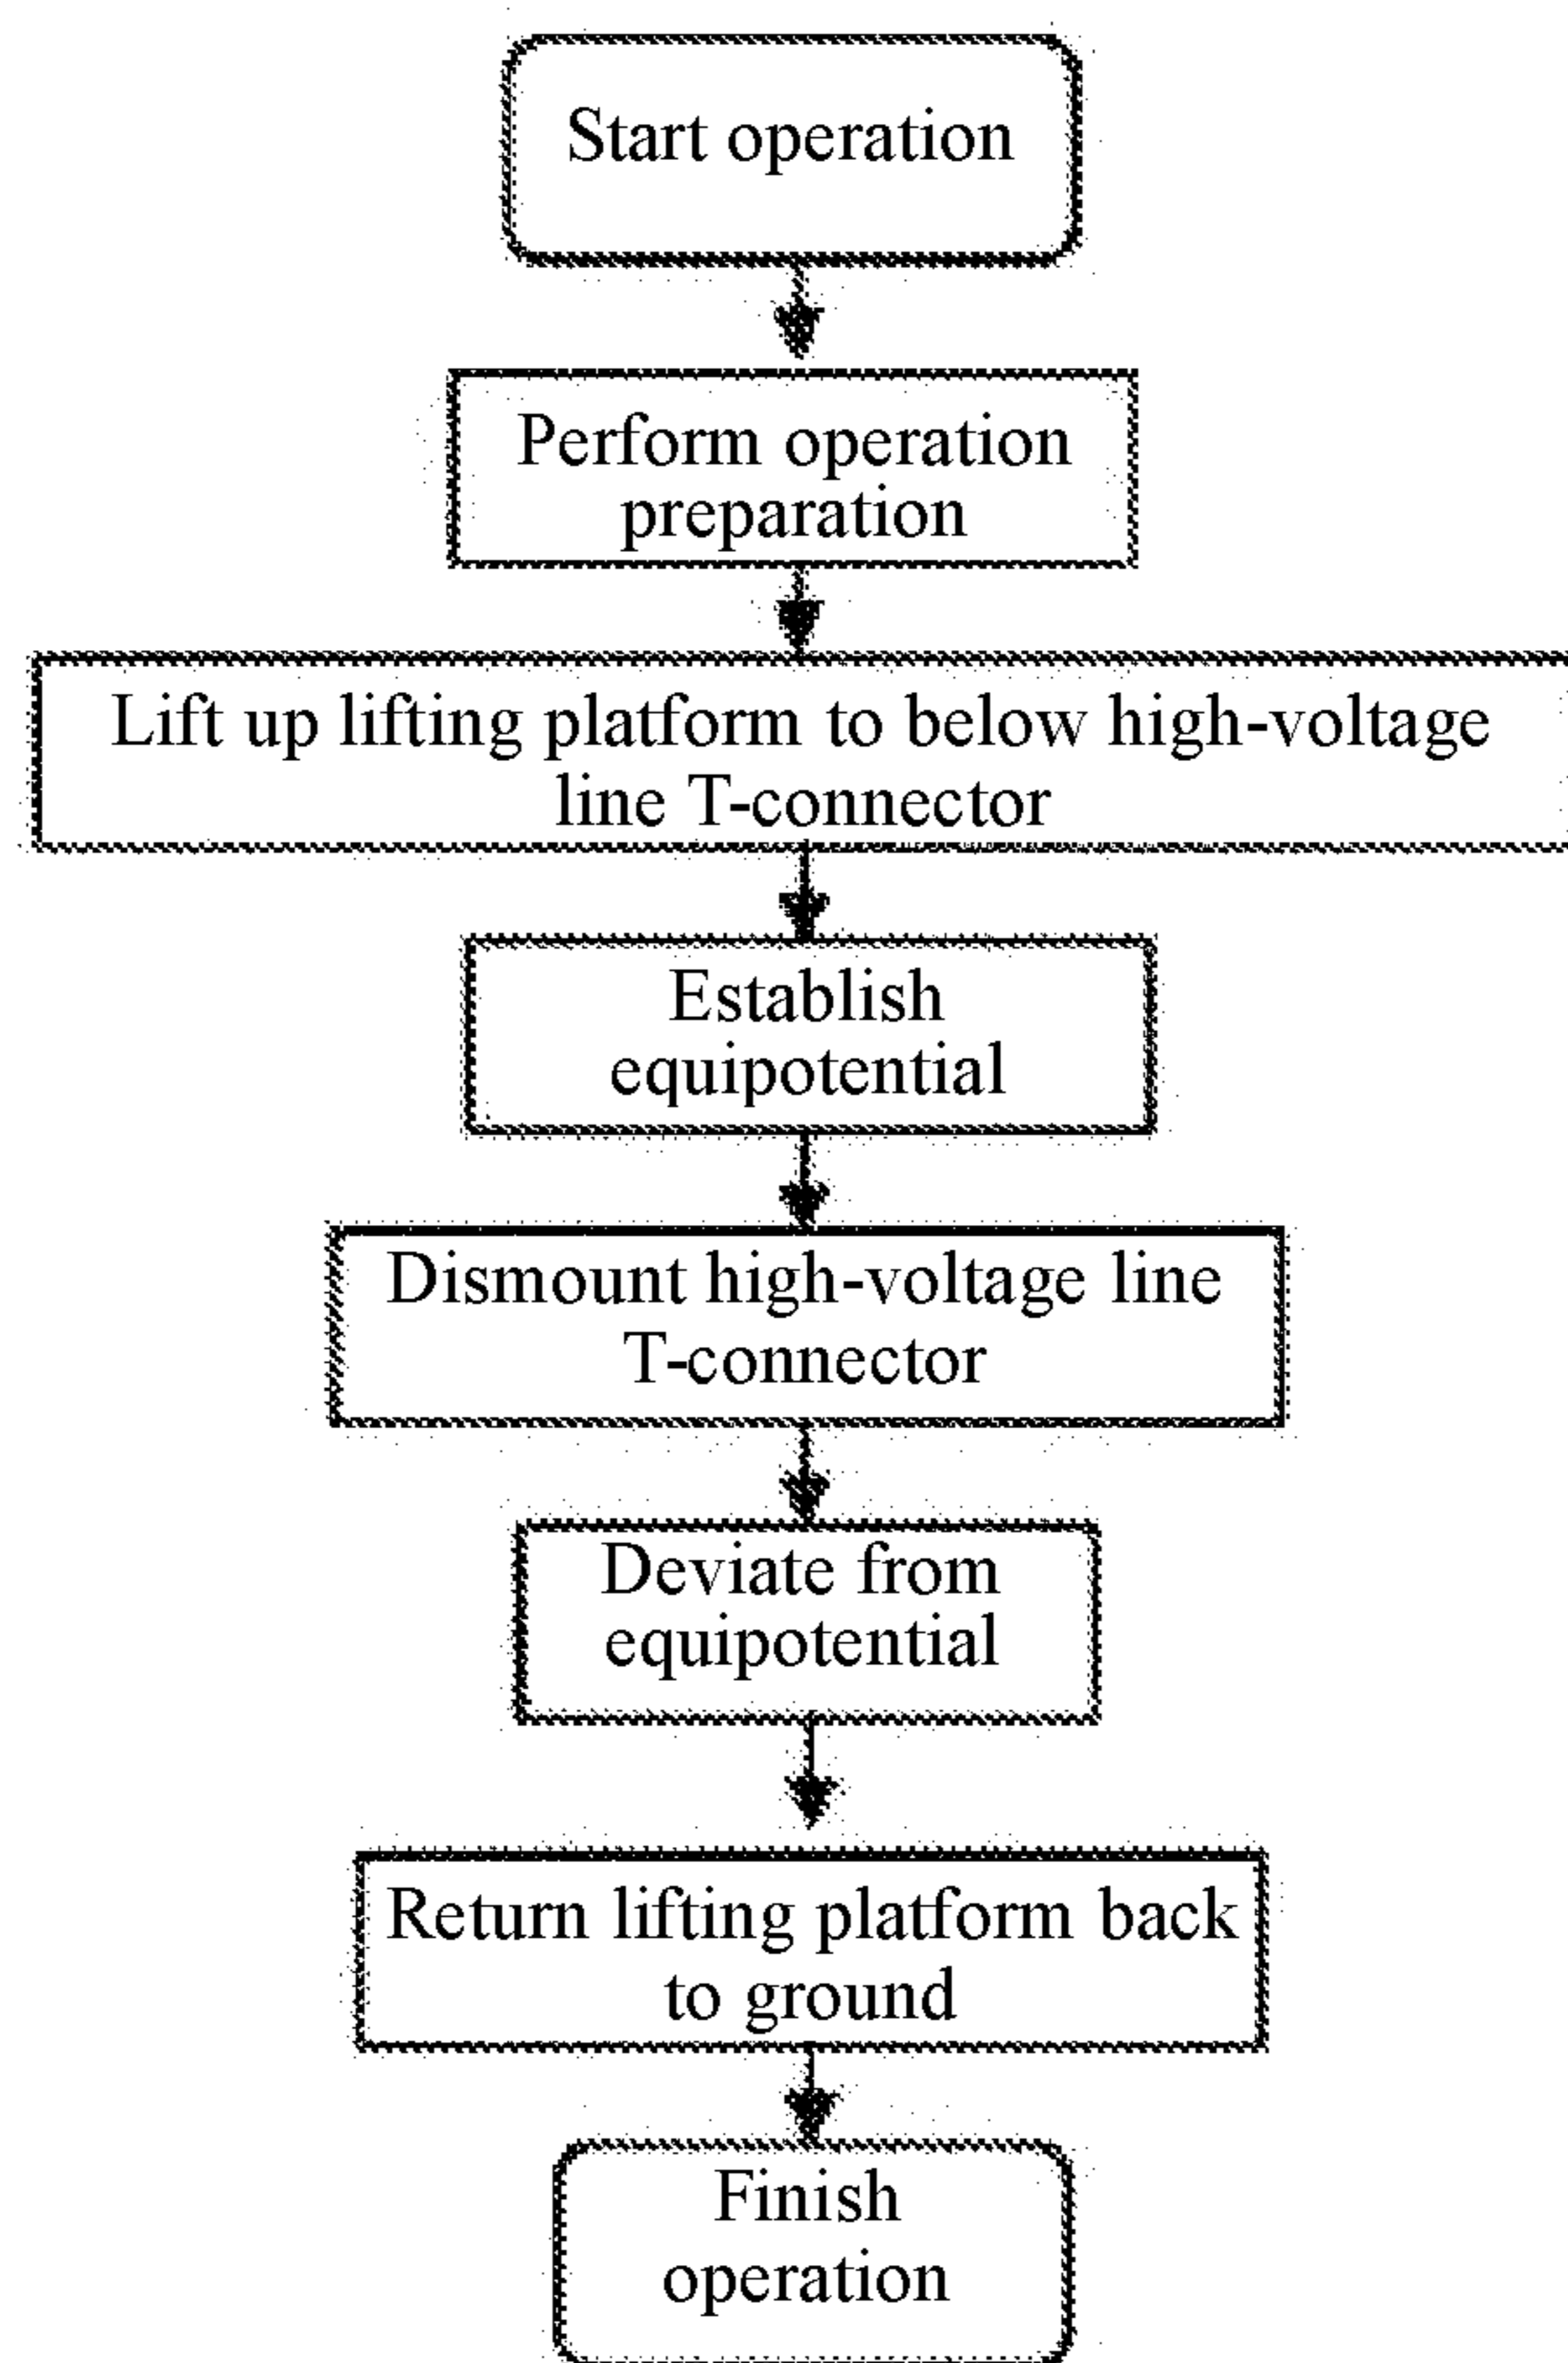 Start operation
Perform operation
preparation
Lift up lifting platform to below high-voltage
line T-connector
Establish
equipotential
Dismount high-voltage line
T-connector
Deviate from
equipotential
Return lifting platform back
to ground
Finish
operation